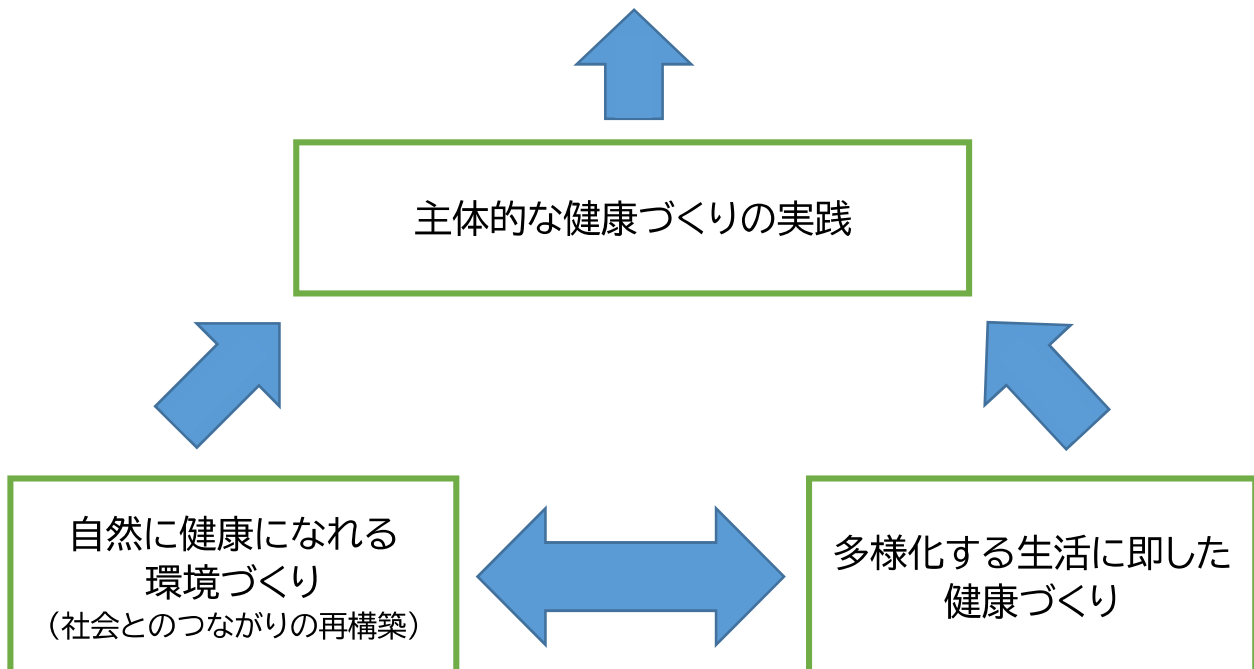 主体的な健康づくりの実践
自然に健康になれる
環境づくり
（社会とのつながりの再構築）
多様化する生活に即した
健康づくり